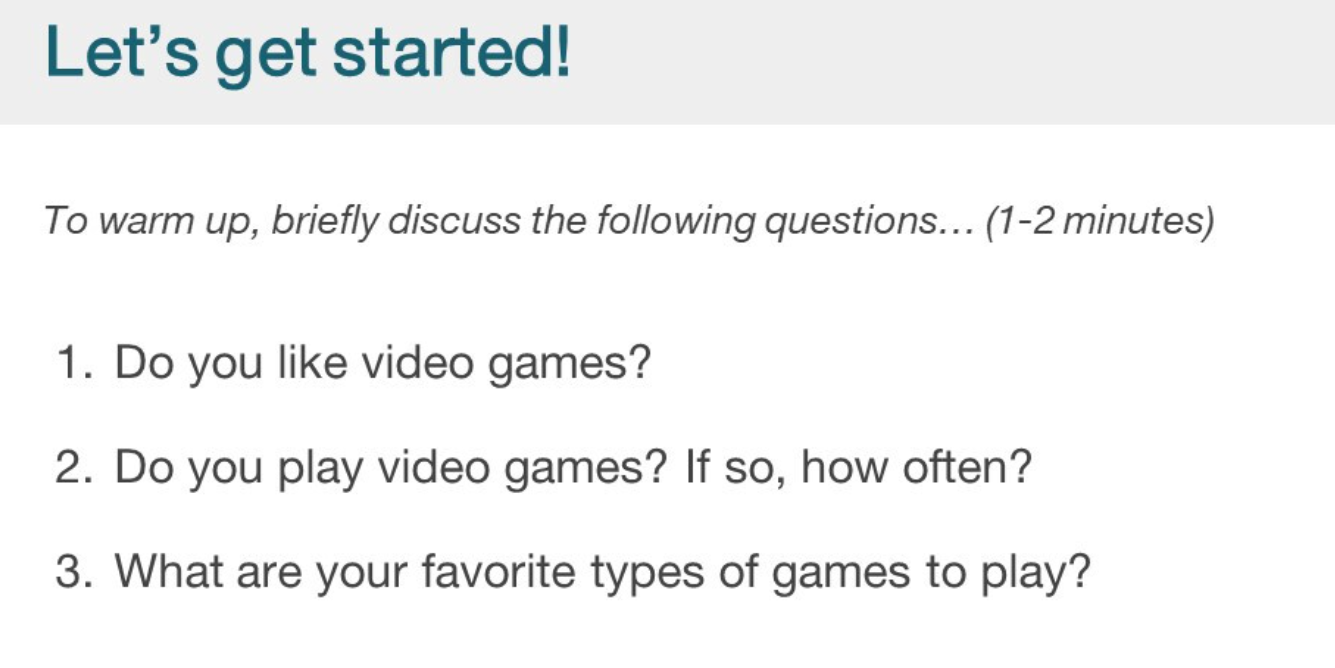 Let’s get started!
To warm up, briefly discuss the following questions… (1-2 minutes)
1. Do you like video games?
2. Do you play video games? If so, how often?
3. What are your favorite types of games to play?